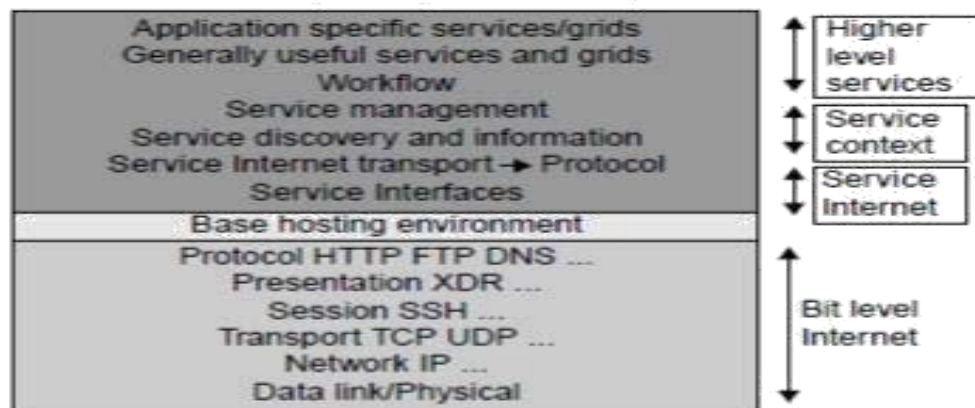 Application specific services/grids
Generally useful services and grids
Workflow
Service management
Service discovery and information
Service Internet transport → Protocol
Service Interfaces
Base hosting environment
Protocol HTTP FTP DNS ...
Presentation XDR ...
Session SSH ...
Transport TCP UDP ...
Network IP ...
Data link/Physical
Higher
level
services
Service
context
Service
Internet
Bit level
Internet